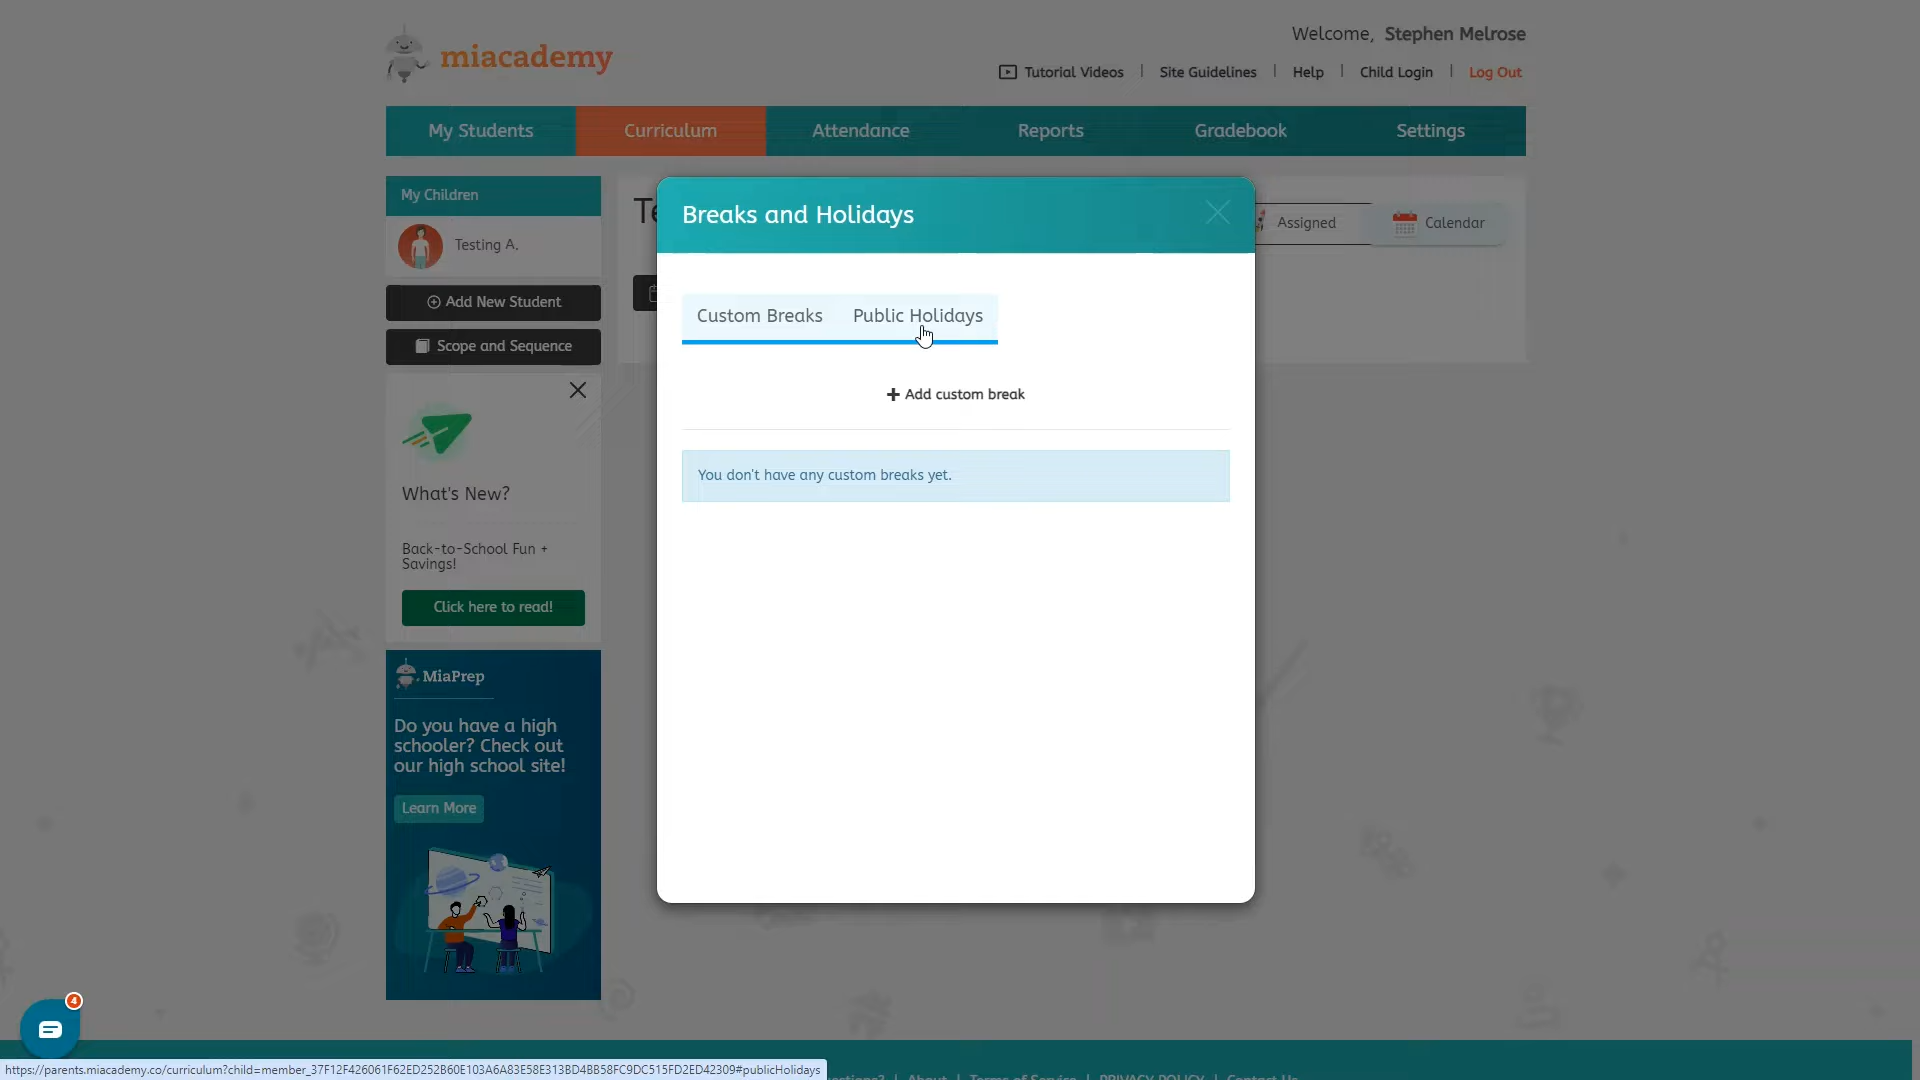 miacademy
Welcome, Stephen Melrose
Tutorial Videos | Site Guidelines | Help | Child Login | Log Out
My Students Curriculum Attendance Reports Gradebook Settings
My Children
Testing A.
Add New Student
Scope and Sequence
What's New?
Back-to-School Fun +
Savings!
Click here to read!
MiaPrep
Do you have a high
schooler? Check out
our high school site!
Learn More
Assigned
Calendar
Breaks and Holidays
Custom Breaks Public Holidays
Add custom break
You don't have any custom breaks yet.
4
https://parents.miacademy.co/curriculum?child=member_37F12F426061F62ED252B60E103A6A83E58E313BD4BB58FC9DC515FD2ED42309#publicHolidays
| About | Terms of Service | PRIVACY POLICY | Contact Us